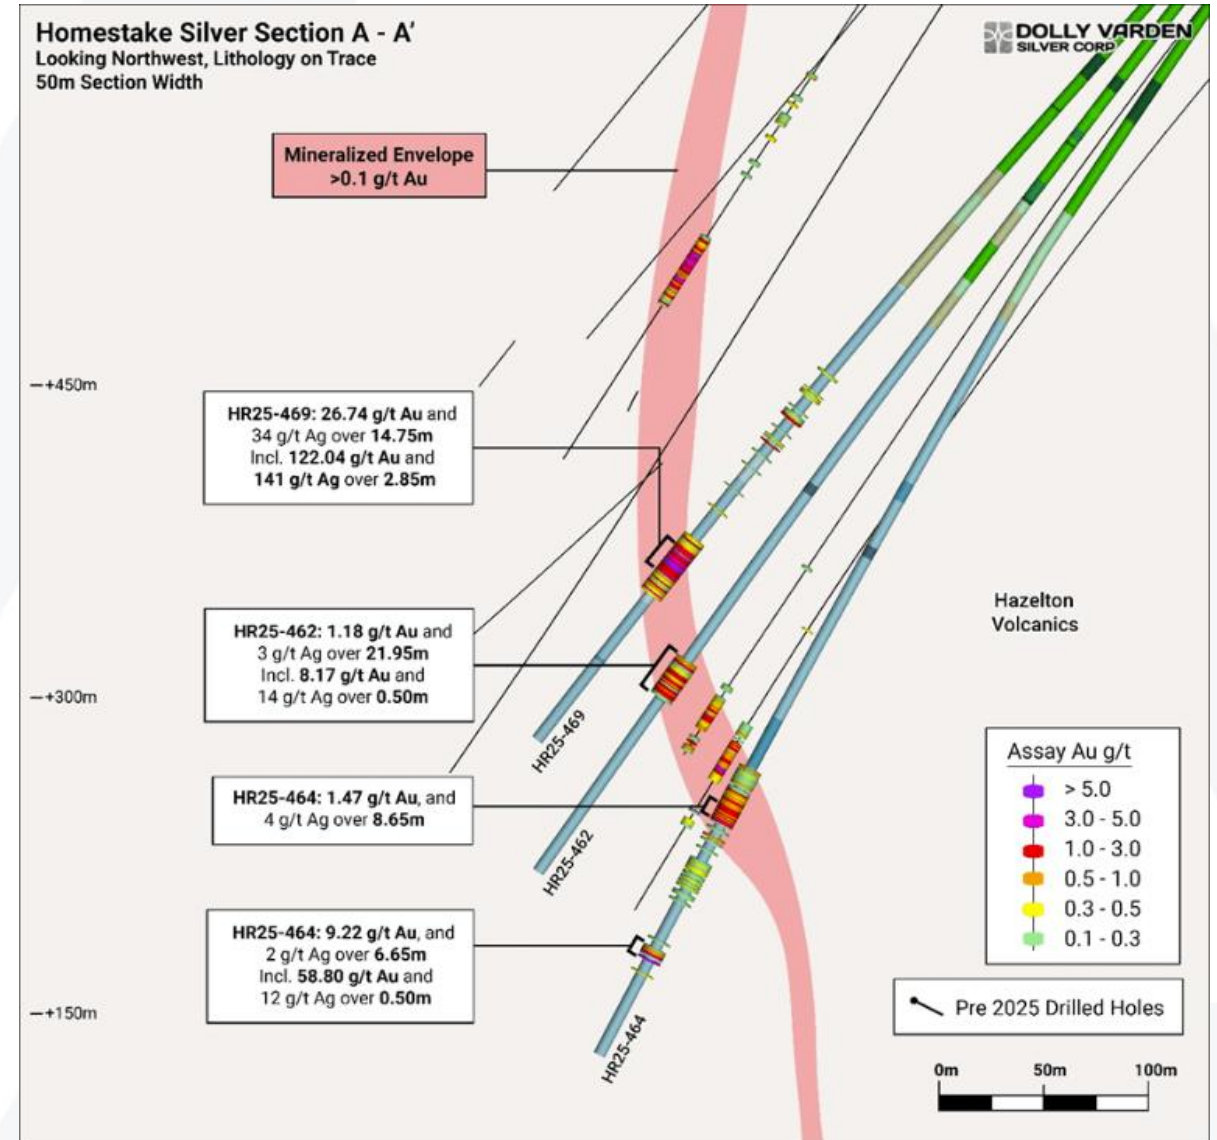 Homestake Silver Section A - A’
Looking Northwest, Lithology on Trace
50m Section Width
DOLLY VARDEN
SILVER CORP
Mineralized Envelope
>0.1 g/t Au
—+450m
HR25-469: 26.74 g/t Au and
34 g/t Ag over 14.75m
Incl. 122.04 g/t Au and
141 g/t Ag over 2.85m
HR25-462: 1.18 g/t Au and
3 g/t Ag over 21.95m
Incl. 8.17 g/t Au and
14 g/t Ag over 0.50m
Hazelton
Volcanics
—+300m
HR25-469
HR25-462
HR25-464: 1.47 g/t Au, and
4 g/t Ag over 8.65m
HR25-464: 9.22 g/t Au, and
2 g/t Ag over 6.65m
Incl. 58.80 g/t Au and
12 g/t Ag over 0.50m
—+150m
HR25-464
Assay Au g/t
> 5.0
3.0 - 5.0
1.0 - 3.0
0.5 - 1.0
0.3 - 0.5
0.1 - 0.3
Pre 2025 Drilled Holes
0m 50m 100m